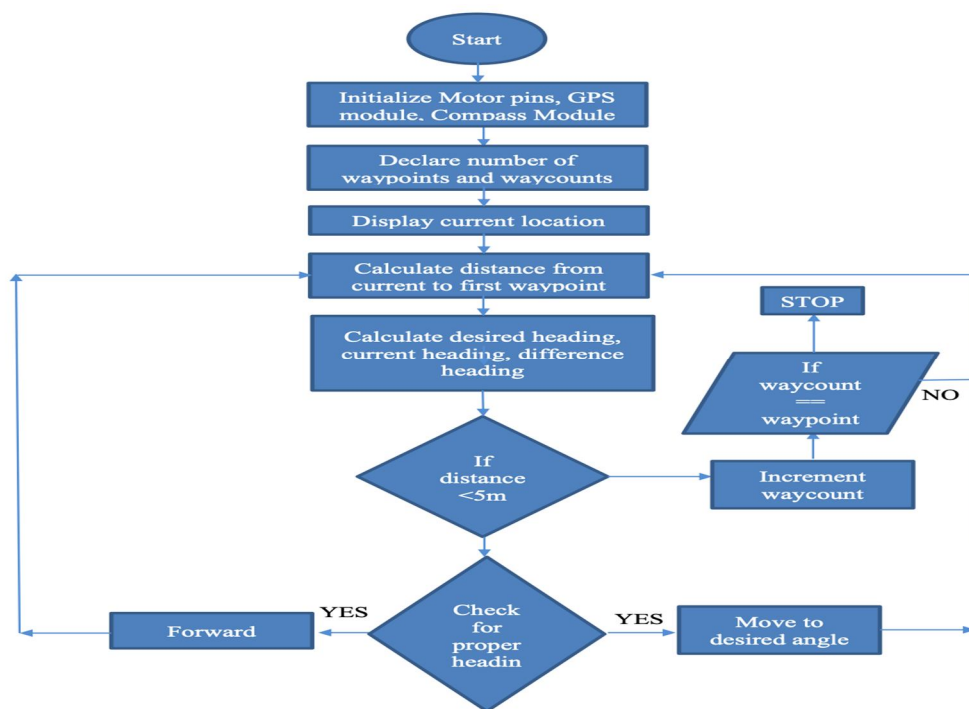 Start
Initialize Motor pins, GPS
module, Compass Module
Declare number of
waypoints and waycounts
Display current location
Calculate distance from
current to first waypoint
STOP
Calculate desired heading,
current heading, difference
heading
If
waycount
==
waypoint
NO
If
distance
<5m
Increment
waycount
YES
Forward
Check
for
proper
headin
YES
Move to
desired angle